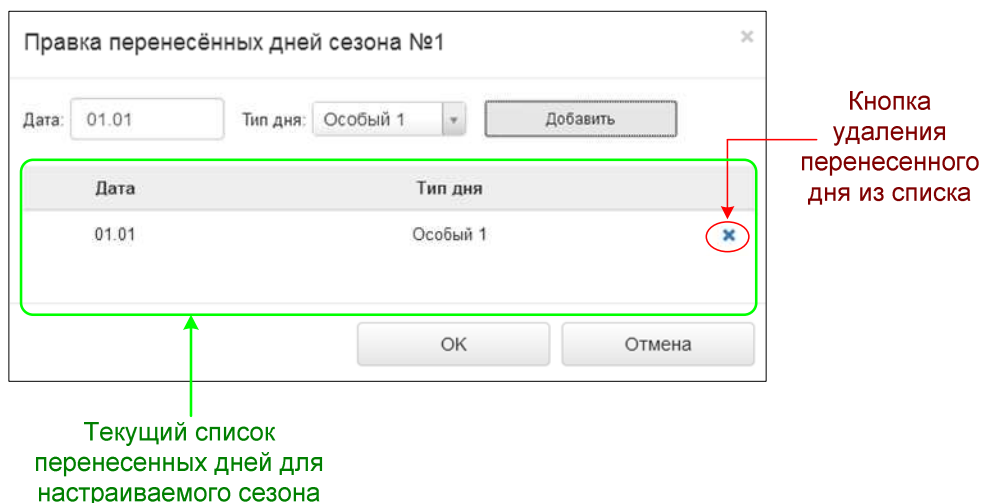 Правка перенесённых дней сезона №1
×
Дата: 01.01 Тип дня: Особый 1 Добавить
Дата Тип дня
01.01 Особый 1
OK Отмена
Кнопка
удаления
перенесенного
дня из списка
Текущий список
перенесенных дней для
настраиваемого сезона